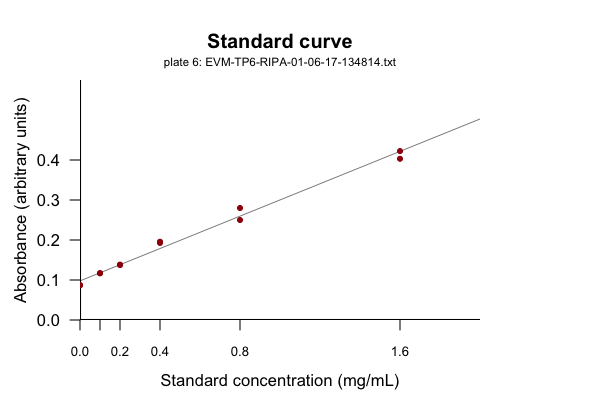 Standard curve
plate 6: EVM-TP6-RIPA-01-06-17-134814.txt
Absorbance (arbitrary units)
0.4
0.3
0.2
0.1
0.0
0.0 0.2 0.4 0.8 1.6
Standard concentration (mg/mL)